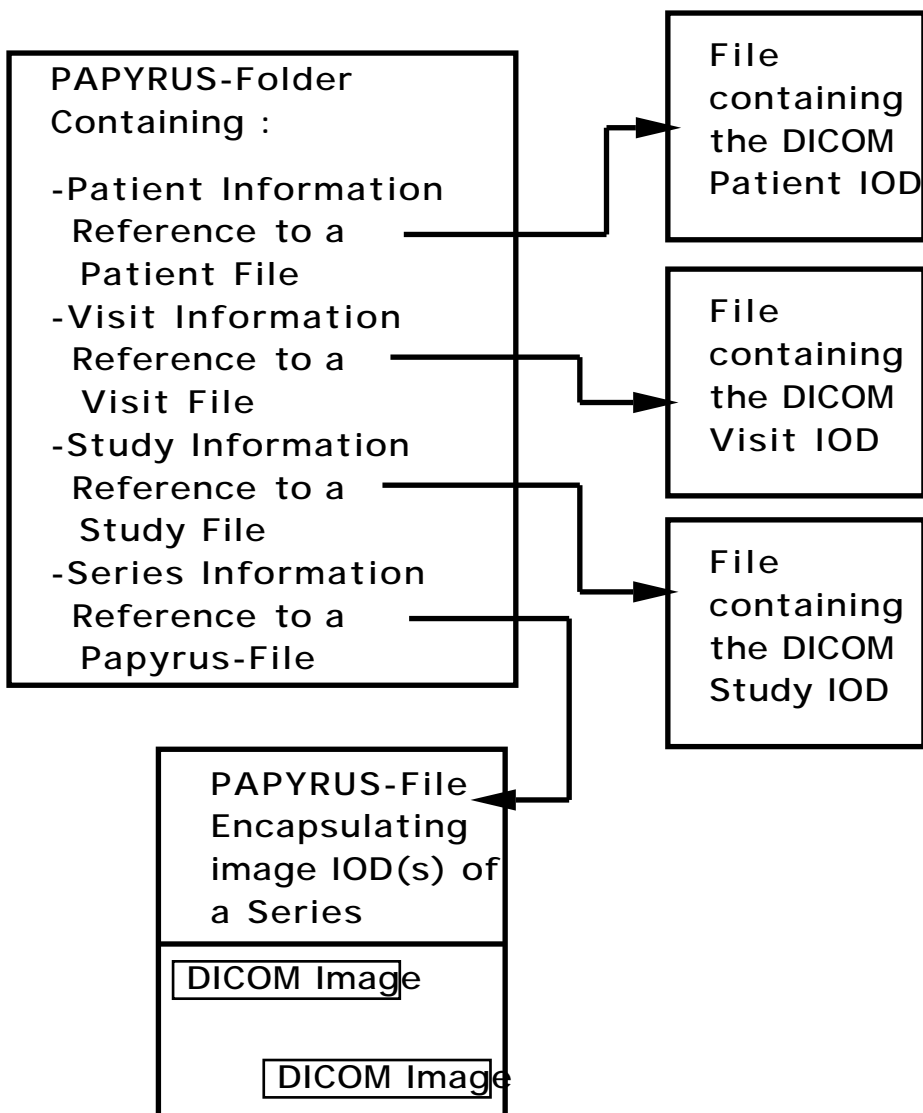 PAPYRUS-Folder
Containing :
-Patient Information
Reference to a
Patient File
-Visit Information
Reference to a
Visit File
-Study Information
Reference to a
Study File
-Series Information
Reference to a
Papyrus-File
File
containing
the DICOM
Patient IOD
File
containing
the DICOM
Visit IOD
File
containing
the DICOM
Study IOD
PAPYRUS-File
Encapsulating
image IOD(s) of
a Series
DICOM Image
DICOM Image